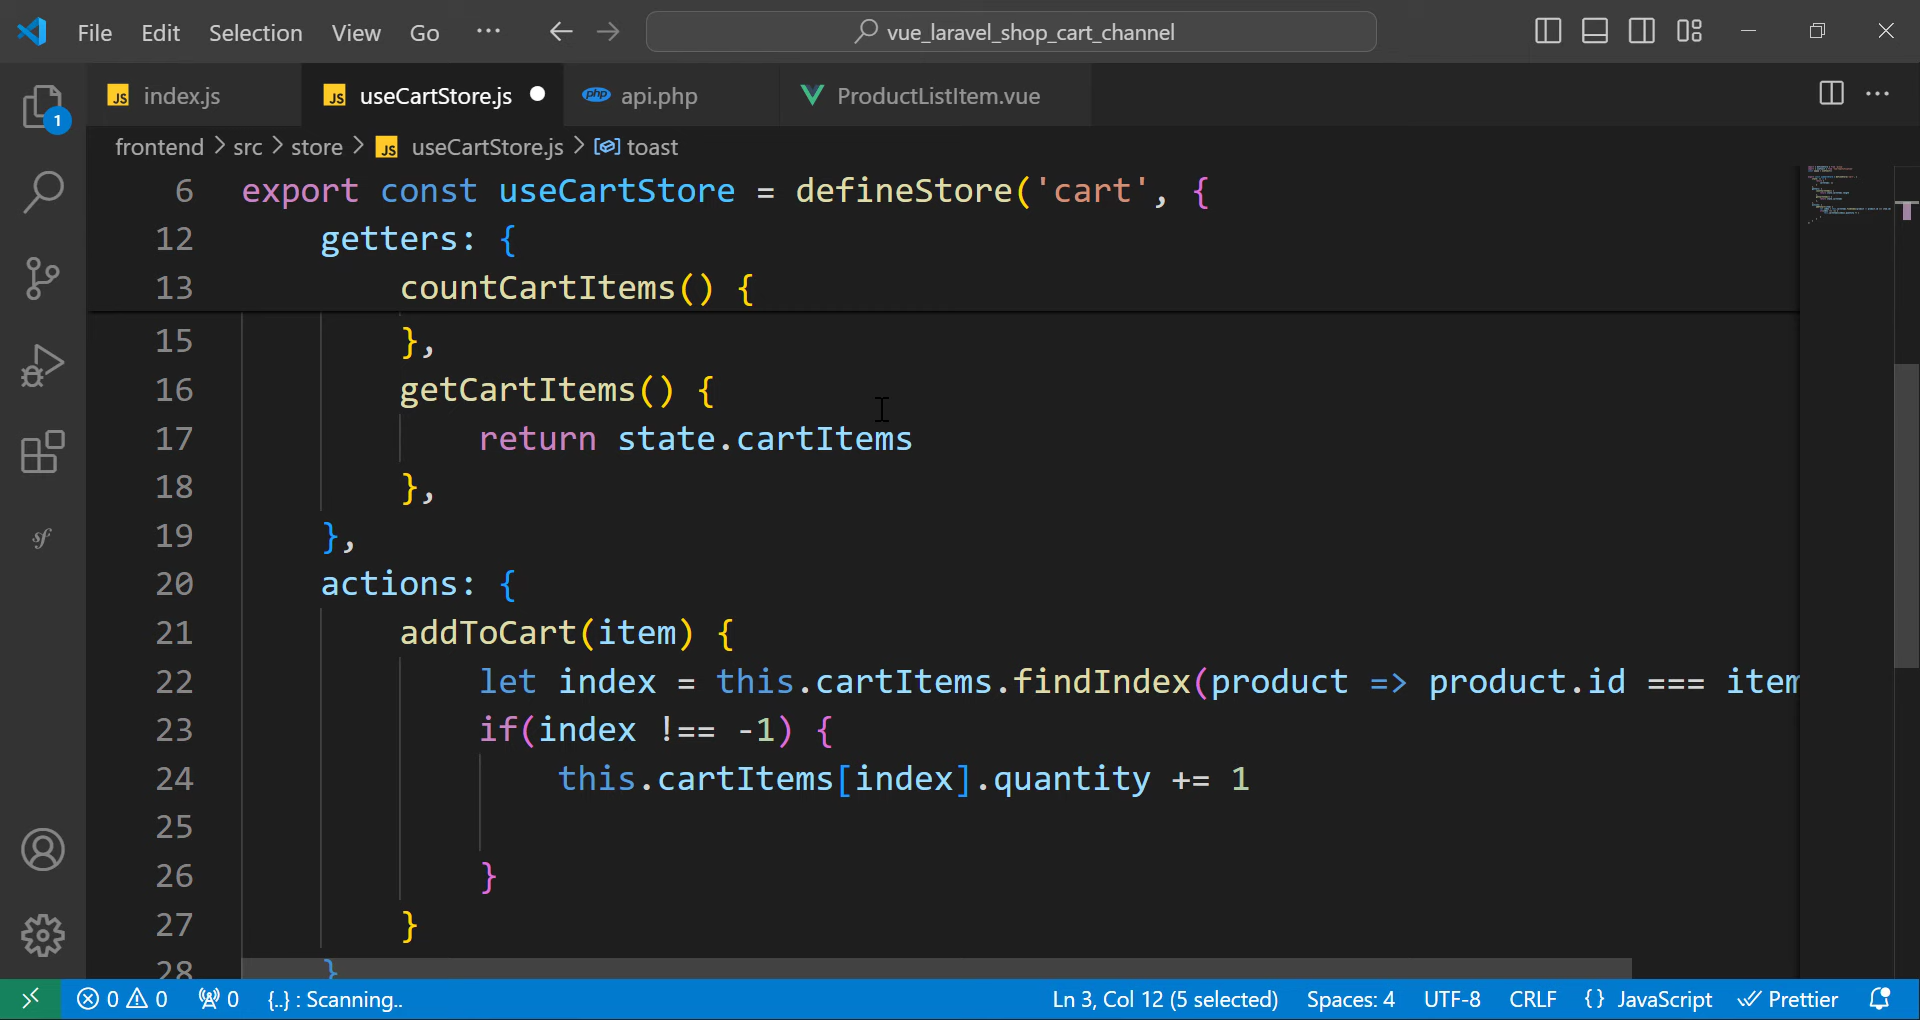 File Edit Selection View Go ··· vue_laravel_shop_cart_channel
index.js useCartStore.js api.php ProductListItem.vue
frontend > src > store > JS useCartStore.js > toast
6 export const useCartStore = defineStore('cart', {
12 getters: {
13 countCartItems() {
15 },
16 getCartItems() {
17 return state.cartItems
18 },
19 },
20 actions: {
21 addToCart(item) {
22 let index = this.cartItems.findIndex(product => product.id === item
23 if(index !== -1) {
24 this.cartItems[index].quantity += 1
25
26 }
27 }
28 }
0 0 0 {..} : Scanning.. Ln 3, Col 12 (5 selected) Spaces: 4 UTF-8 CRLF {} JavaScript Prettier